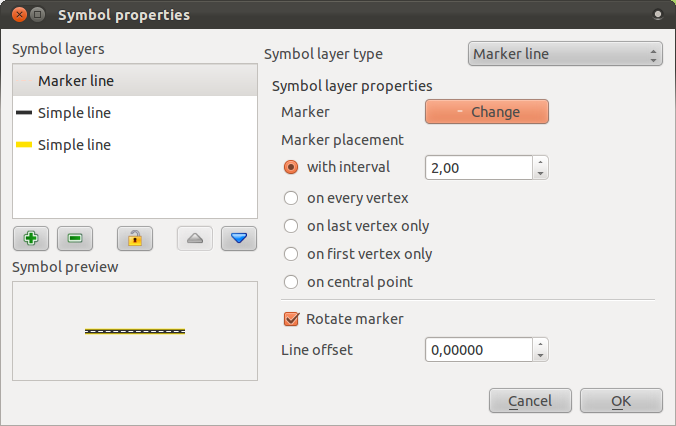 Symbol properties
Symbol layers
Marker line
Simple line
Simple line
Symbol preview
Symbol layer type
Marker line
Symbol layer properties
Marker
Change
Marker placement
with interval
2,00
on every vertex
on last vertex only
on first vertex only
on central point
Rotate marker
Line offset
0,00000
Cancel
OK